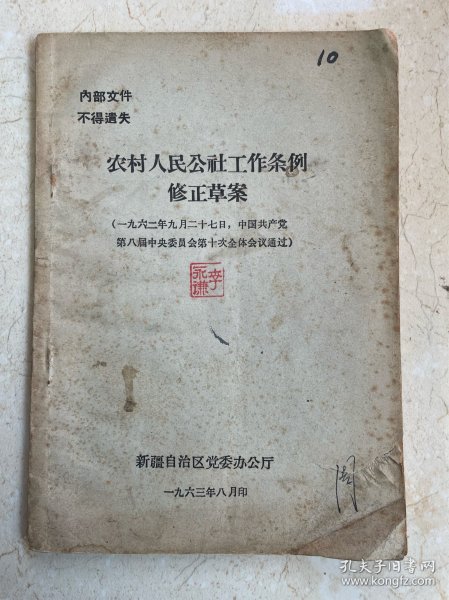 10
内部文件
不得遗失
农村人民公社工作条例
修正草案
(一九六二年九月二十七日，中国共产党
第八届中央委员会第十次全体会议通过)
李永谦
新疆自治区党委办公厅
一九六三年八月印
孔夫子旧书网
www.kongfz.com